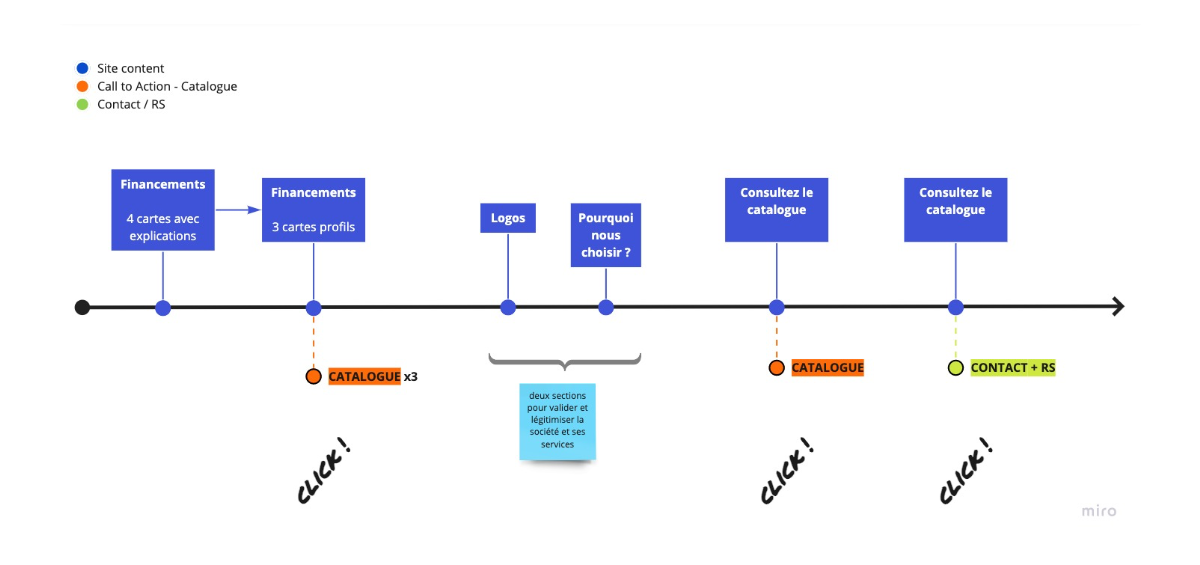 Site content
Call to Action - Catalogue
Contact / RS
Financements
4 cartes avec
explications
Financements
3 cartes profils
Logos
Pourquoi
nous
choisir ?
Consultez le
catalogue
Consultez le
catalogue
CATALOGUE x3
deux sections
pour valider et
légitimiser la
société et ses
services
CATALOGUE
CONTACT + RS
CLICK!
CLICK!
CLICK!
miro